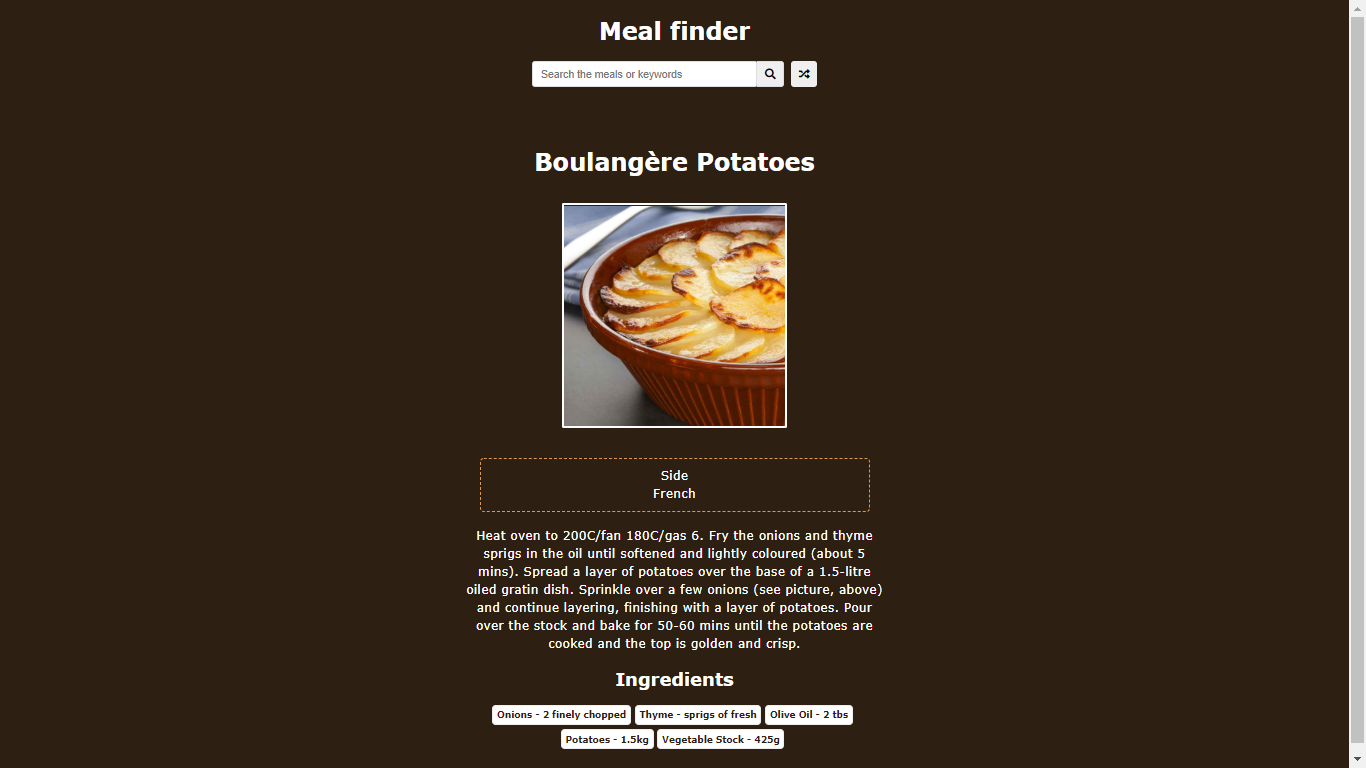 Meal finder
Search the meals or keywords
Boulangère Potatoes
Side
French
Heat oven to 200C/fan 180C/gas 6. Fry the onions and thyme
sprigs in the oil until softened and lightly coloured (about 5
mins). Spread a layer of potatoes over the base of a 1.5-litre
oiled gratin dish. Sprinkle over a few onions (see picture, above)
and continue layering, finishing with a layer of potatoes. Pour
over the stock and bake for 50-60 mins until the potatoes are
cooked and the top is golden and crisp.
Ingredients
Onions - 2 finely chopped Thyme - sprigs of fresh Olive Oil - 2 tbs
Potatoes - 1.5kg Vegetable Stock - 425g